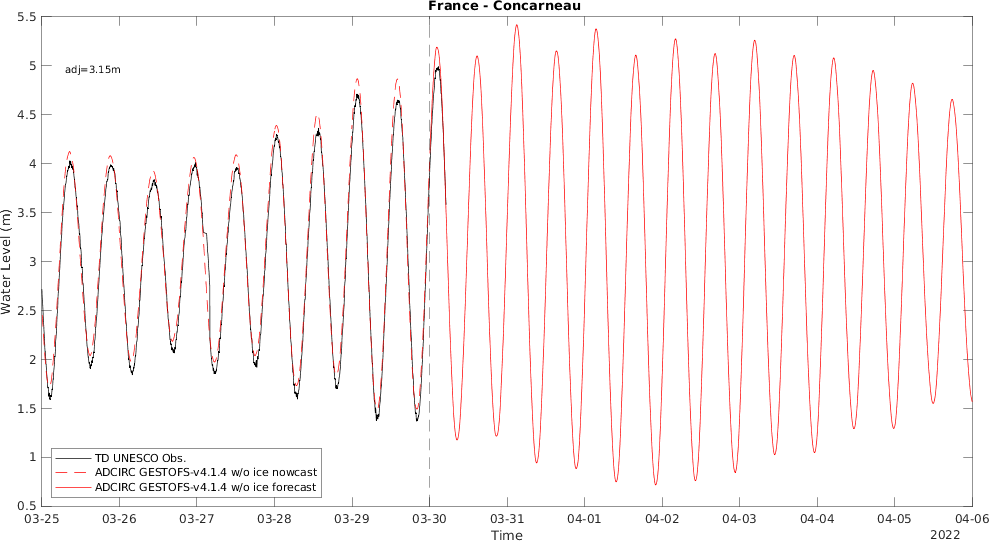 France - Concarneau
adj=3.15m
Water Level (m)
5.5
5
4.5
4
3.5
3
2.5
2
1.5
1
0.5
TD UNESCO Obs.
ADCIRC GESTOFS-v4.1.4 w/o ice nowcast
ADCIRC GESTOFS-v4.1.4 w/o ice forecast
03-25 03-26 03-27 03-28 03-29 03-30 03-31 04-01 04-02 04-03 04-04 04-05 04-06
Time
2022